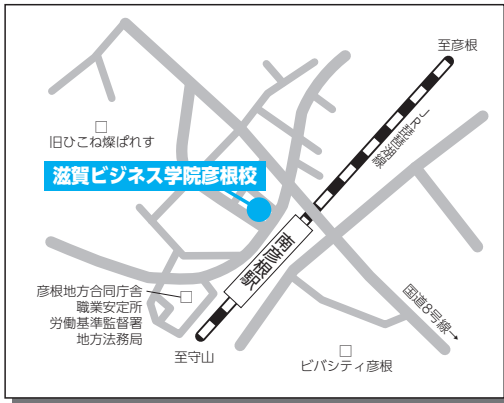 至彦根
JR琵琶湖線
旧ひこね燦ぱれす
滋賀ビジネス学院彦根校
南彦根駅
彦根地方合同庁舎
職業安定所
労働基準監督署
地方法務局
国道8号線→
至守山
ビバシティ彦根